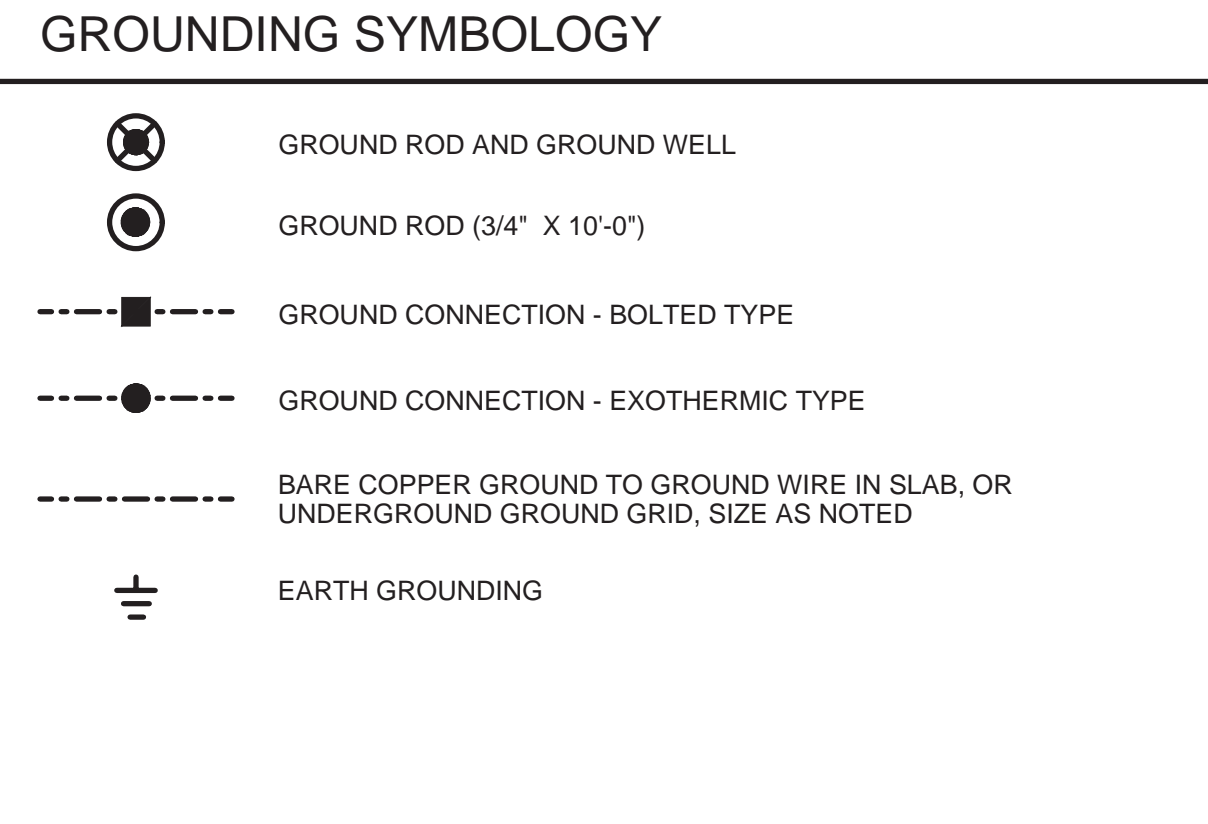 GROUNDING SYMBOLOGY
GROUND ROD AND GROUND WELL
GROUND ROD (3/4"  X 10'-0")
GROUND CONNECTION - BOLTED TYPE
GROUND CONNECTION - EXOTHERMIC TYPE
BARE COPPER GROUND TO GROUND WIRE IN SLAB, OR
UNDERGROUND GROUND GRID, SIZE AS NOTED
EARTH GROUNDING